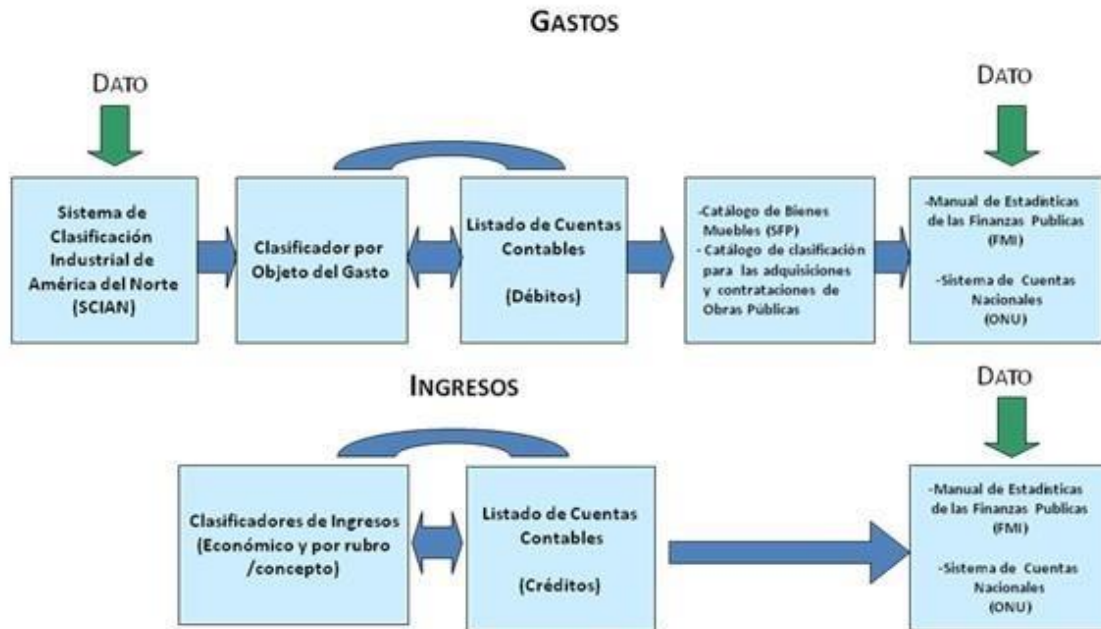 GASTOS
DATO
DATO
Sistema de
Clasificación
Industrial de
América del Norte
(SCIAN)
Clasificador por
Objeto del Gasto
Listado de Cuentas
Contables
(Débitos)
-Catálogo de Bienes
Muebles (SFP)
- Catálogo de clasificación
para las adquisiciones
y contrataciones de
Obras Públicas
-Manual de Estadísticas
de las Finanzas Publicas
(FMI)
-Sistema de Cuentas
Nacionales
(ONU)
INGRESOS
DATO
Clasificadores de Ingresos
(Económico y por rubro
/concepto)
Listado de Cuentas
Contables
(Créditos)
-Manual de Estadísticas
de las Finanzas Publicas
(FMI)
-Sistema de Cuentas
Nacionales
(ONU)